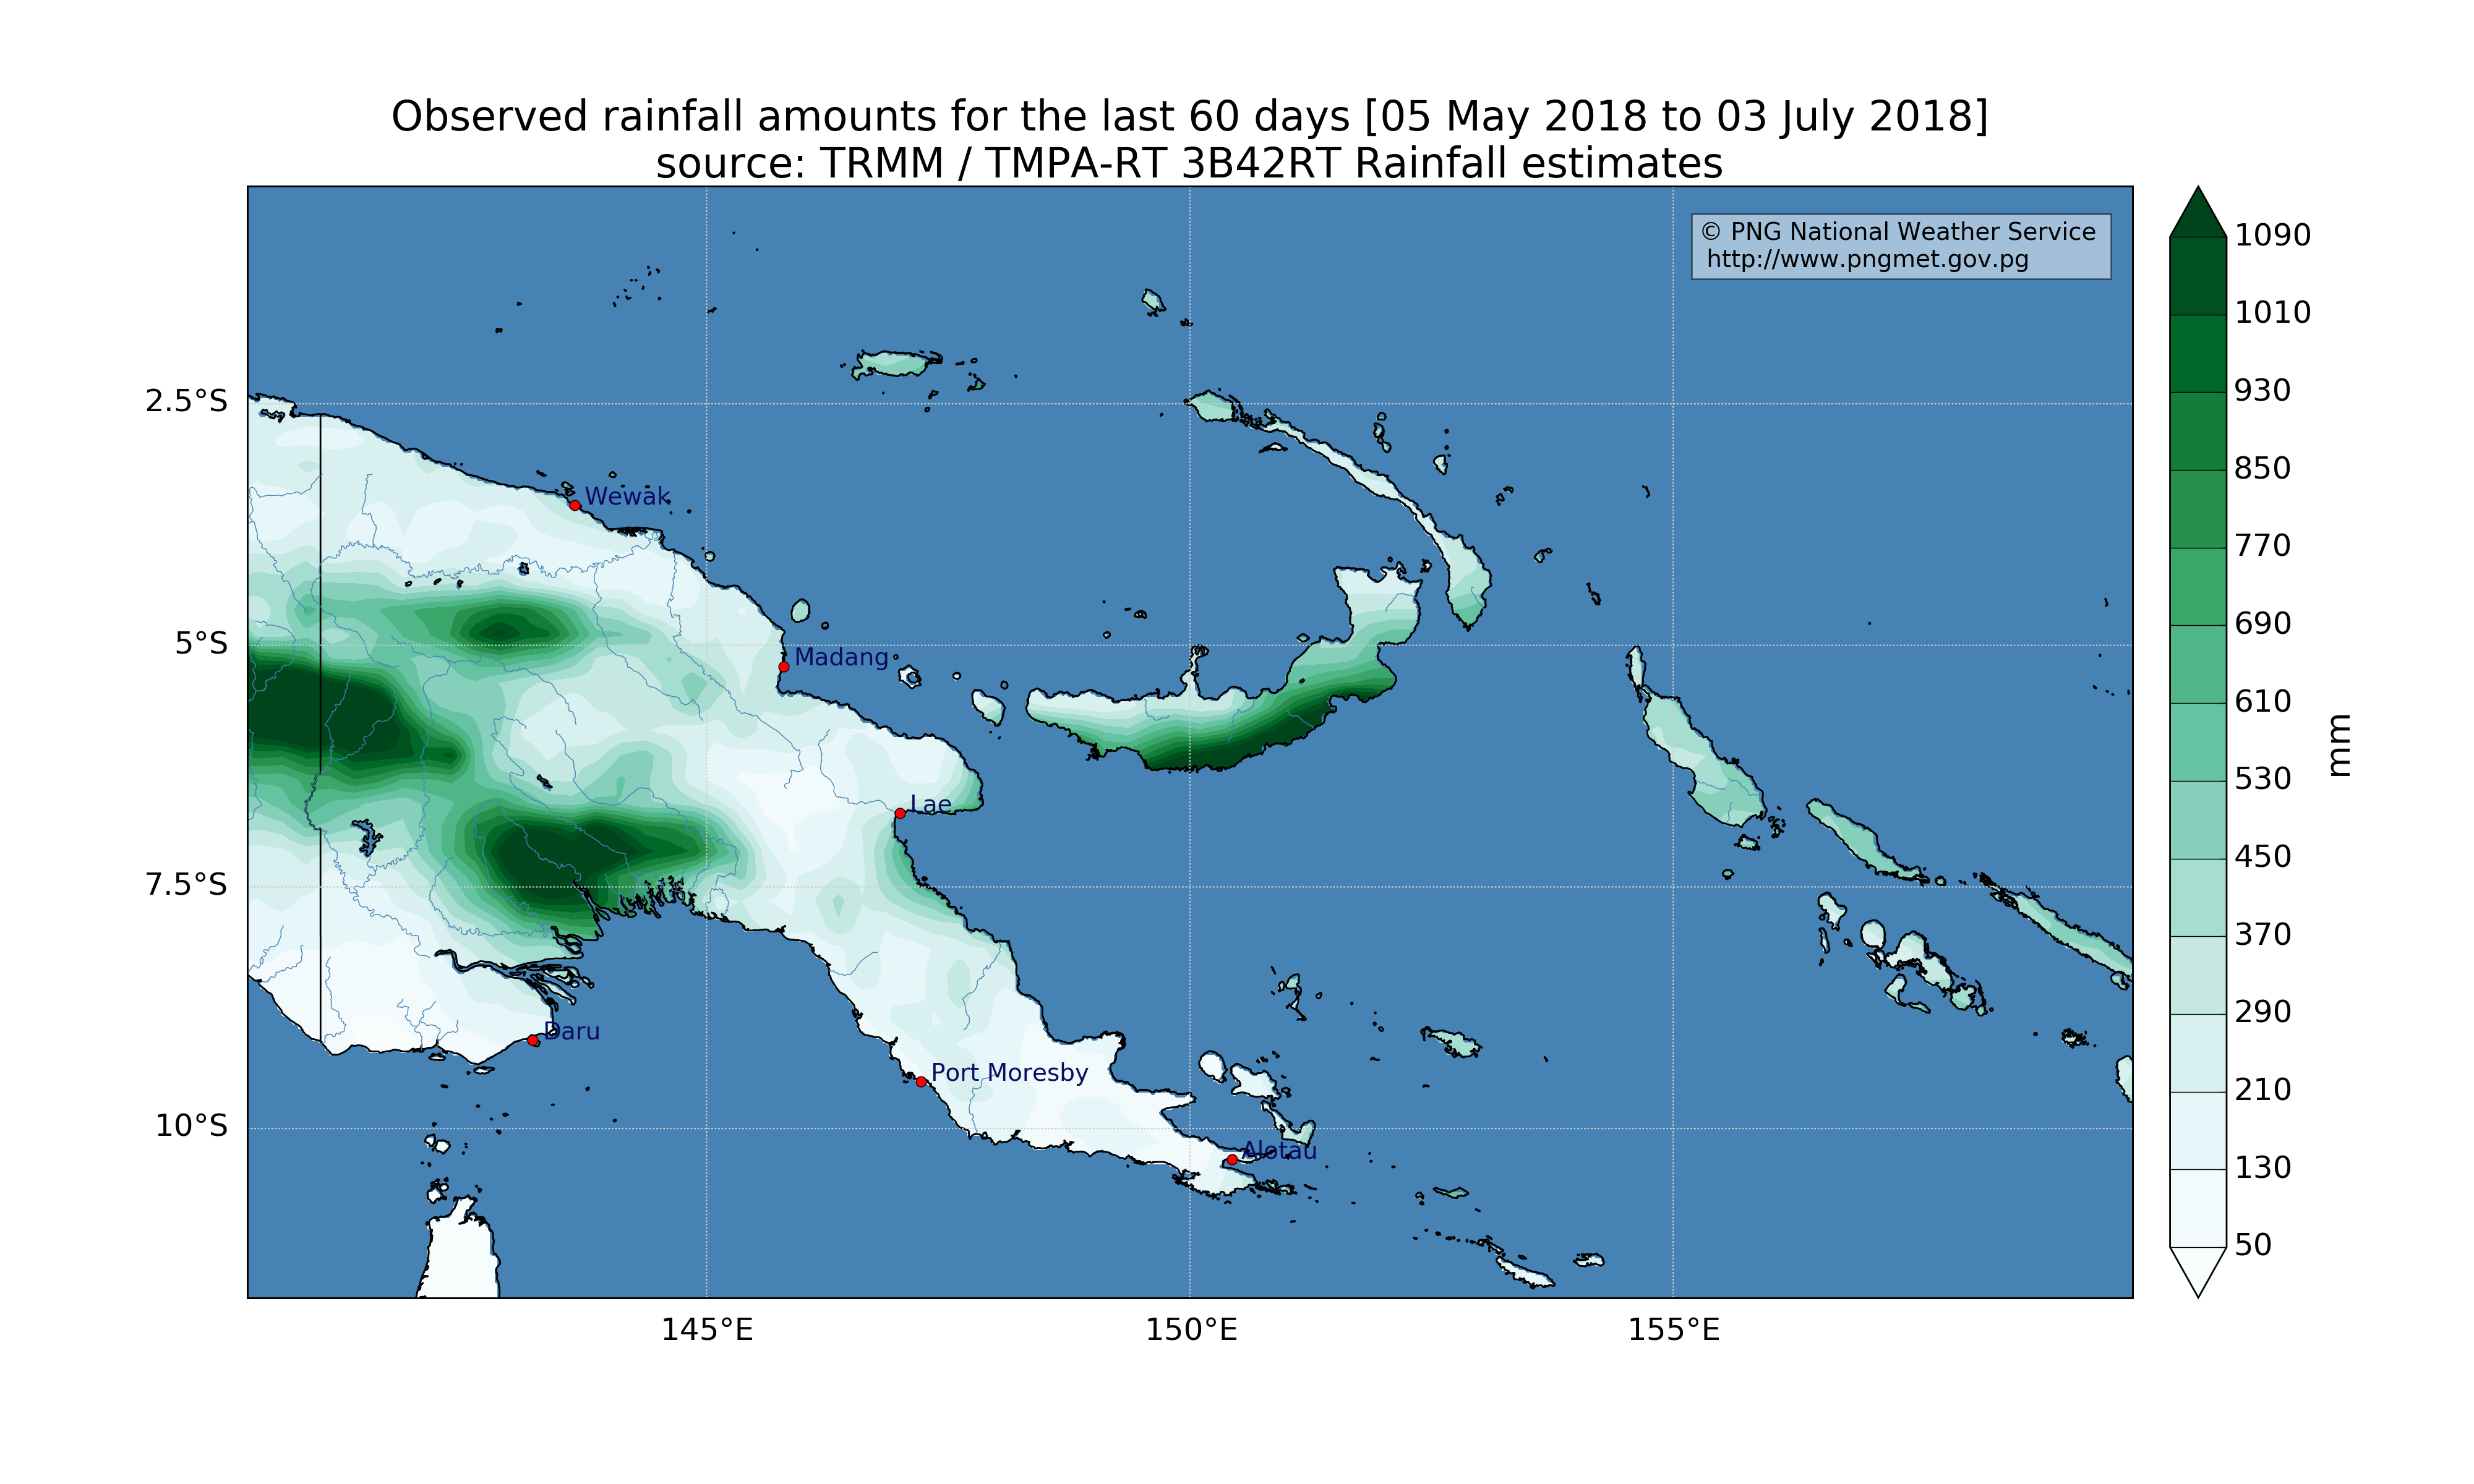 Observed rainfall amounts for the last 60 days [05 May 2018 to 03 July 2018]
source: TRMM / TMPA-RT 3B42RT Rainfall estimates
© PNG National Weather Service
http://www.pngmet.gov.pg
1090
1010
930
850
770
690
610
530
450
370
290
210
130
50
mm
2.5°S
5°S
7.5°S
10°S
Wewak
Madang
Lae
Daru
Port Moresby
Alotau
145°E
150°E
155°E